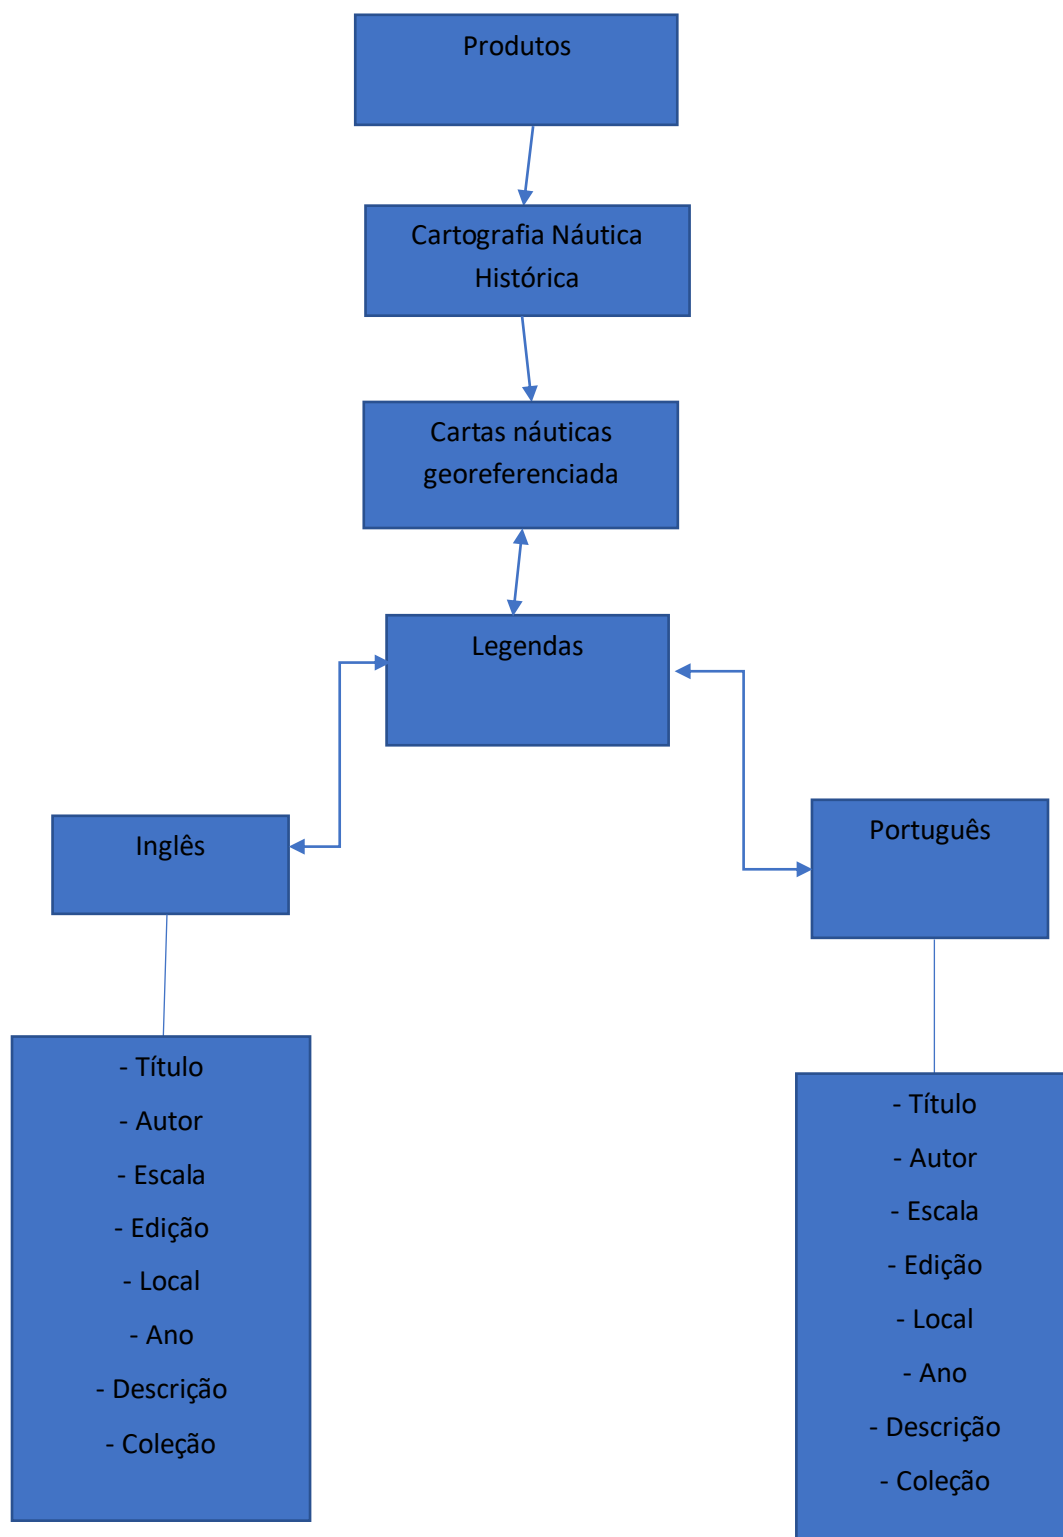 Produtos
Cartografia Náutica
Histórica
Cartas náuticas
georeferenciada
Legendas
Inglês
Português
- Título
- Autor
- Escala
- Edição
- Local
- Ano
- Descrição
- Coleção
- Título
- Autor
- Escala
- Edição
- Local
- Ano
- Descrição
- Coleção